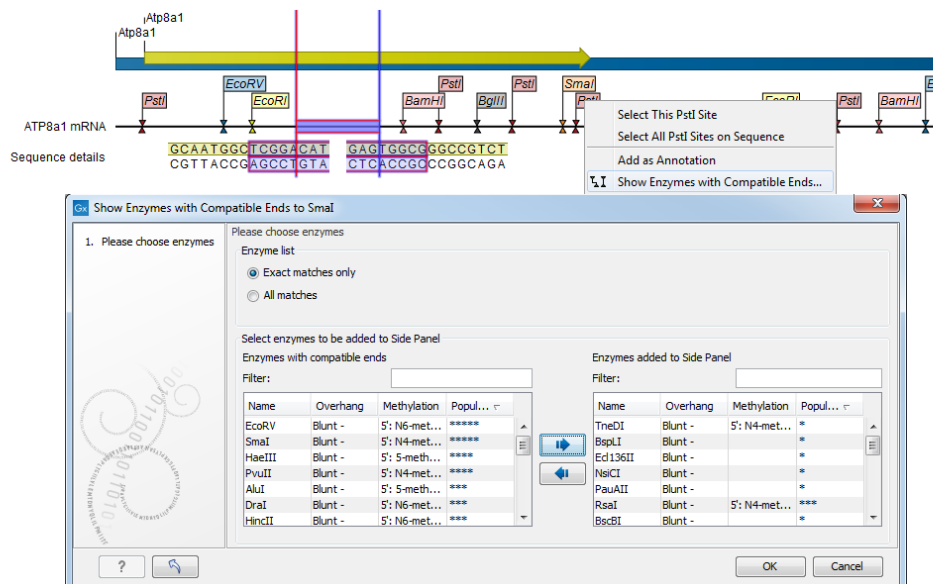 Atp8a1
Atp8a1
EcoRV PstI PstI SmaI
PstI EcoRI BamHI BglII PstI EcoRI PstI BamHI
ATP8a1 mRNA
Select This PstI Site
Select All PstI Sites on Sequence
Add as Annotation
Show Enzymes with Compatible Ends...
Sequence details
GCAATGGCTCGGACAT GAGTGGCGGGCCGTCT
CGTTACCGAGCCTGTA CTCACCGCCCGGCAGA
Gx Show Enzymes with Compatible Ends to SmaI
1. Please choose enzymes
Please choose enzymes
Enzyme list
Exact matches only
All matches
Select enzymes to be added to Side Panel
Enzymes with compatible ends Enzymes added to Side Panel
Filter: Filter:
Name Overhang Methylation Popul... Name Overhang Methylation Popul...
EcoRV Blunt - 5': N6-met... ***** TneDI Blunt - 5': N4-met... *
SmaI Blunt - 5': N4-met... ***** BspLI Blunt - *
HaeIII Blunt - 5': 5-meth... **** Ecl136II Blunt - *
PvuII Blunt - 5': N4-met... **** NsiCI Blunt - *
AluI Blunt - 5': 5-meth... *** PauAII Blunt - *
DraI Blunt - 5': N6-met... *** RsaI Blunt - 5': N4-met... ***
HincII Blunt - 5': N6-met... *** BscBI Blunt - *
? OK Cancel